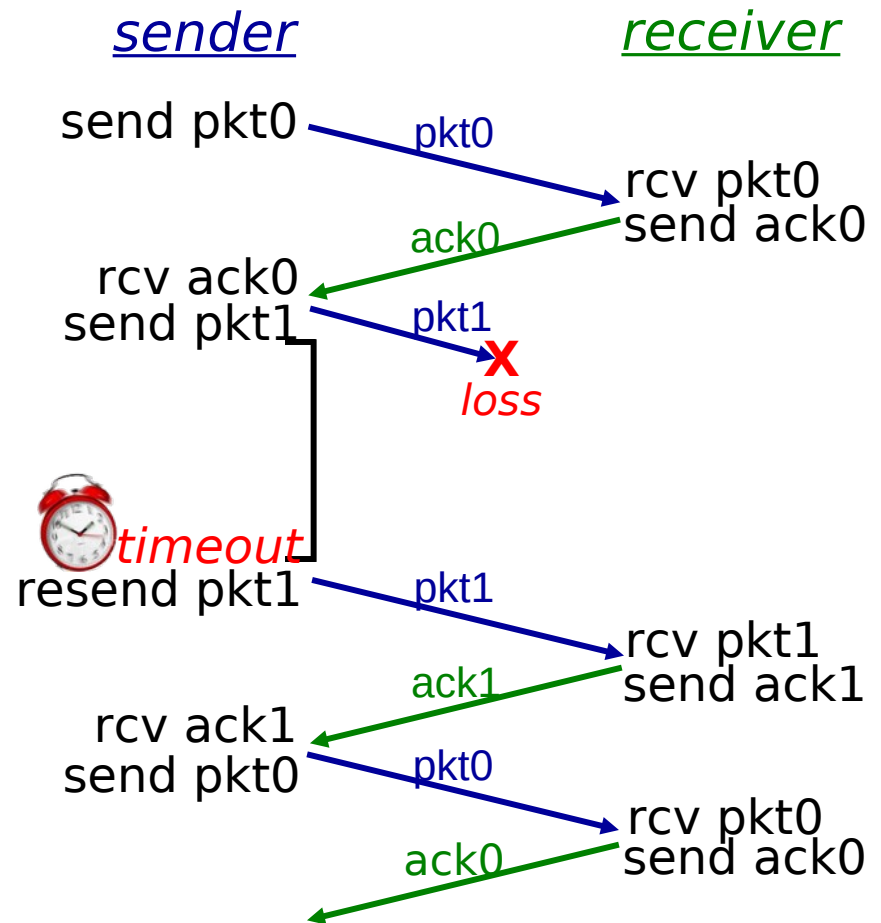 sender
receiver
send pkt0
pkt0
rcv pkt0
send ack0
ack0
rcv ack0
send pkt1
pkt1
X
loss
timeout
resend pkt1
pkt1
rcv pkt1
send ack1
ack1
rcv ack1
send pkt0
pkt0
rcv pkt0
send ack0
ack0